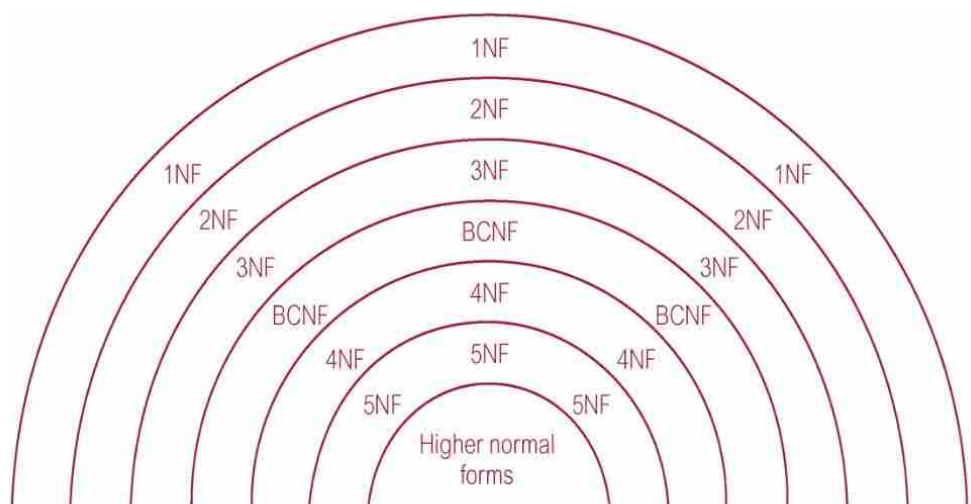 1NF
2NF
1NF 3NF 1NF
2NF BCNF 2NF
3NF 3NF
4NF
BCNF BCNF
4NF 5NF 4NF
5NF 5NF
Higher normal
forms